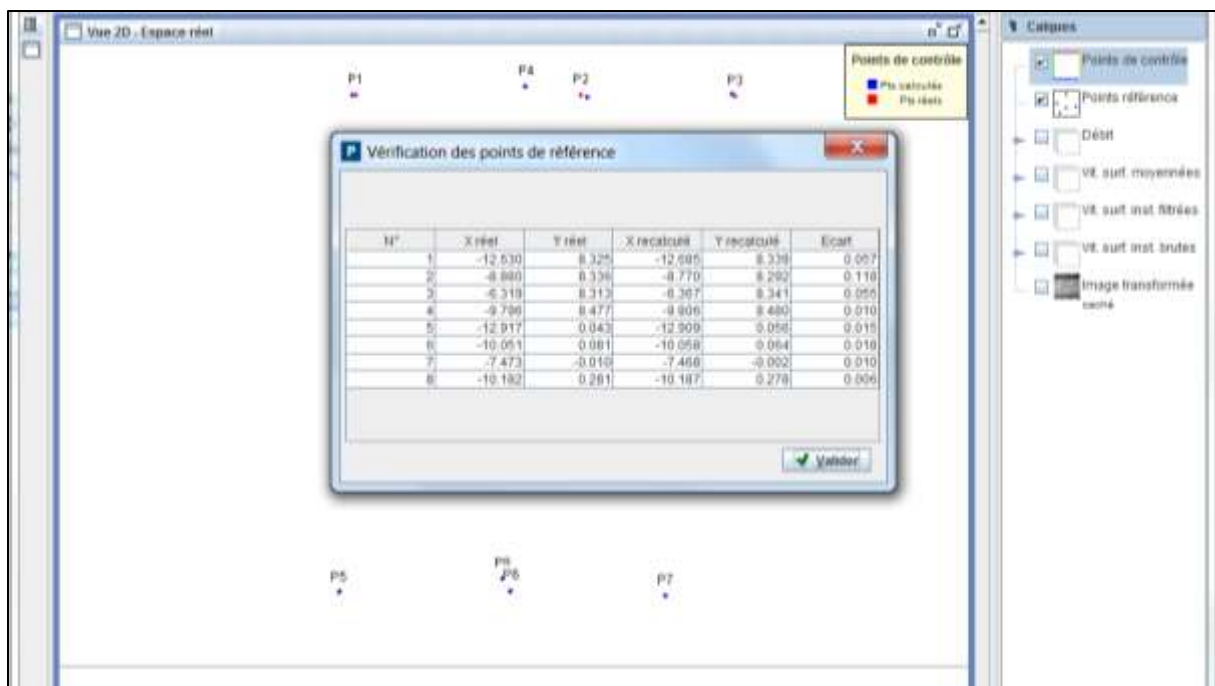 Vue 2D - Espace réel
Calques
P1
P4
P2
P3
Points de contrôle
Pts calculés
Pts réels
Points de contrôle
Points référence
Débit
Vit. surf. moyennées
Vit. surf. inst. filtrées
Vit. surf. inst. brutes
Image transformée
caché
P Vérification des points de référence
N° X réel Y réel X recalculé Y recalculé Ecart
1 -12.630 8.325 -12.685 8.339 0.057
2 -8.880 8.336 -8.770 8.292 0.118
3 -6.319 8.313 -6.367 8.341 0.055
4 -9.796 8.477 -9.806 8.480 0.010
5 -12.917 0.043 -12.909 0.056 0.015
6 -10.051 0.081 -10.058 0.064 0.018
7 -7.473 -0.010 -7.468 -0.002 0.010
8 -10.182 0.281 -10.187 0.278 0.006
Valider
P5
P6
P7